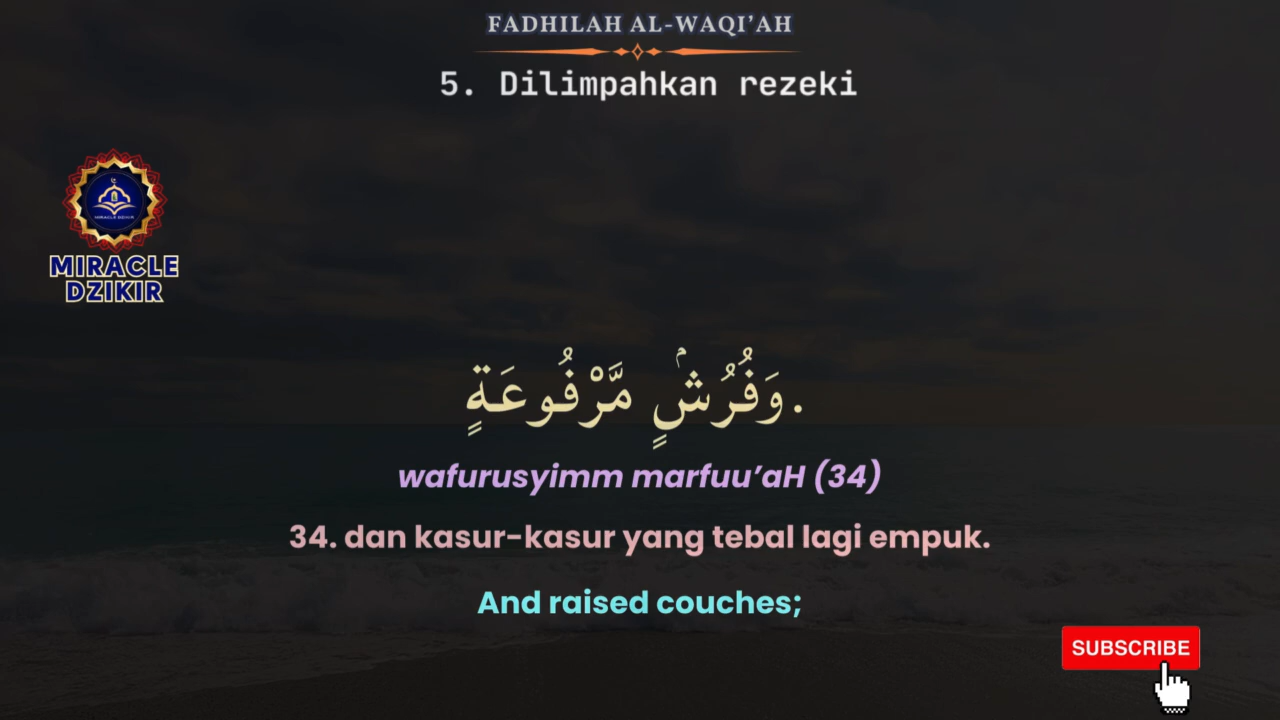 FADHILAH AL-WAQI’AH
5. Dilimpahkan rezeki
MIRACLE
DZIKIR
وَفُرُشٍۢ مَّرْفُوعَةٍ.
wafurusyimm marfuu’aH (34)
34. dan kasur-kasur yang tebal lagi empuk.
And raised couches;
SUBSCRIBE